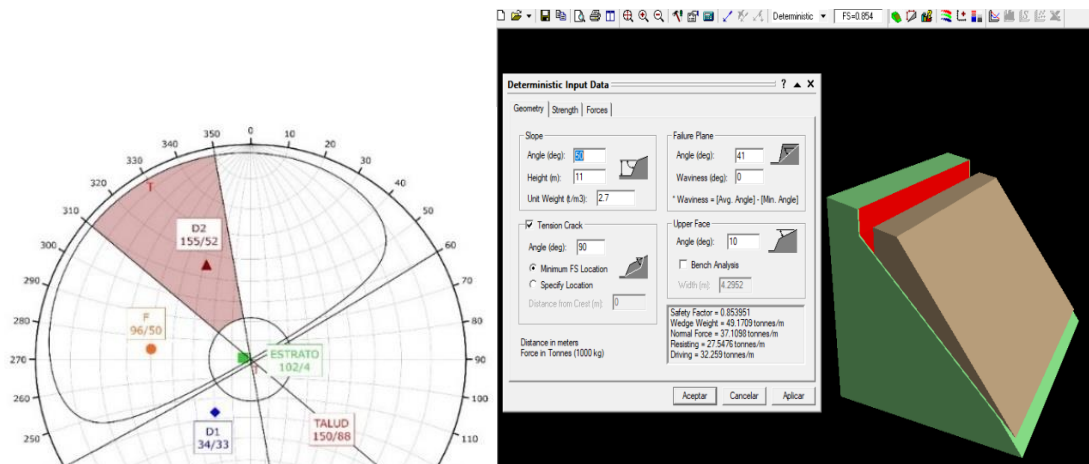 Deterministic
FS=0.854
350
0
10
340
20
330
30
T
320
40
310
50
300
60
290
70
280
80
270
90
260
100
250
110
D2
155/52
F
96/50
ESTRATO
102/4
D1
34/33
TALUD
150/88
Deterministic Input Data
? ▲ X
Geometry
Strength
Forces
Slope
Angle (deg):
50
Height (m):
11
Unit Weight (t/m3):
2.7
Failure Plane
Angle (deg):
41
Waviness (deg):
0
* Waviness = [Avg. Angle] - [Min. Angle]
Tension Crack
Angle (deg):
90
Minimum FS Location
Specify Location
Distance from Crest (m)
0
Upper Face
Angle (deg):
10
Bench Analysis
Width (m):
4.2952
Distance in meters
Force in Tonnes (1000 kg)
Safety Factor = 0.853951
Wedge Weight = 49.1709 tonnes/m
Normal Force = 37.1098 tonnes/m
Resisting = 27.5476 tonnes/m
Driving = 32.259 tonnes/m
Aceptar
Cancelar
Aplicar